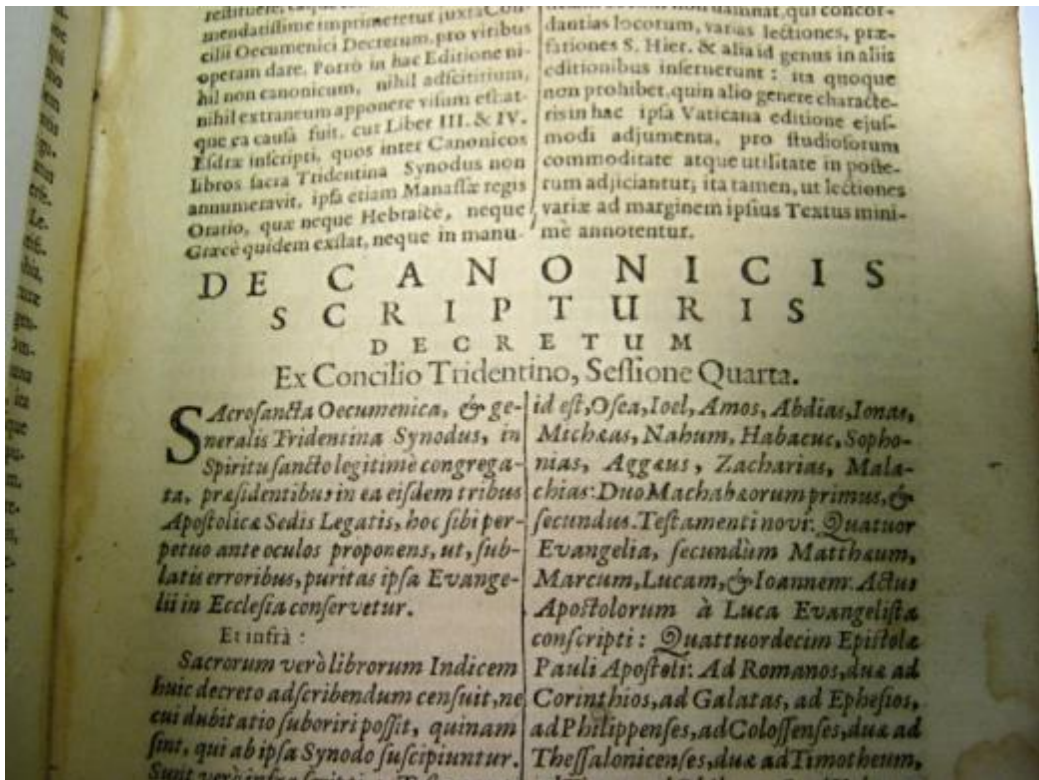 restituere,
mendatissime imprimeretur juxta Con-
cilii Oecumenici Decretum, pro viribus
operam dare. Porrò in hac Editione ni-
hil non canonicum, nihil adscititium,
nihil extraneum apponere visum est: at-
que ea causâ fuit, cur Liber III. & IV.
Esdræ inscripti, quos inter Canonicos
libros sacra Tridentina Synodus non
annumeravit, ipsa etiam Manassæ regis
Oratio, quæ neque Hebraicè, neque
Græcè quidem exstat, neque in manu-
damnat, qui concor-
dantias locorum, varias lectiones, præ-
fationes S. Hier. & alia id genus in aliis
editionibus inseruerunt: ita quoque
non prohibet, quin alio genere characte-
ris in hac ipsa Vaticana editione ejus-
modi adjumenta, pro studiosorum
commoditate atque utilitate in poste-
rum adjiciantur; ita tamen, ut lectiones
variæ ad marginem ipsius Textus mini-
mè annotentur.
DE CANONICIS
SCRIPTURIS
DECRETUM
Ex Concilio Tridentino, Sessione Quarta.
SAcrosancta Oecumenica, & ge-
neralis Tridentina Synodus, in
Spiritu sancto legitimè congrega-
ta, præsidentibus in ea eisdem tribus
Apostolicæ Sedis Legatis, hoc sibi per-
petuo ante oculos proponens, ut, sub-
latis erroribus, puritas ipsa Evange-
lii in Ecclesia conservetur.
Et infrà :
Sacrorum verò librorum Indicem
huic decreto adscribendum censuit, ne
cui dubitatio suboriri possit, quinam
sint, qui ab ipsa Synodo suscipiuntur.
Sunt verò
id est, Osea, Ioel, Amos, Abdias, Ionas,
Michæas, Nahum, Habacuc, Sopho-
nias, Aggæus, Zacharias, Mala-
chias: Duo Machabæorum primus, &
secundus. Testamenti novi: Quatuor
Evangelia, secundùm Matthæum,
Marcum, Lucam, & Ioannem: Actus
Apostolorum à Luca Evangelista
conscripti: Quattuordecim Epistolæ
Pauli Apostoli: Ad Romanos, duæ ad
Corinthios, ad Galatas, ad Ephesios,
ad Philippenses, ad Colossenses, duæ ad
Thessalonicenses, duæ ad Timotheum,